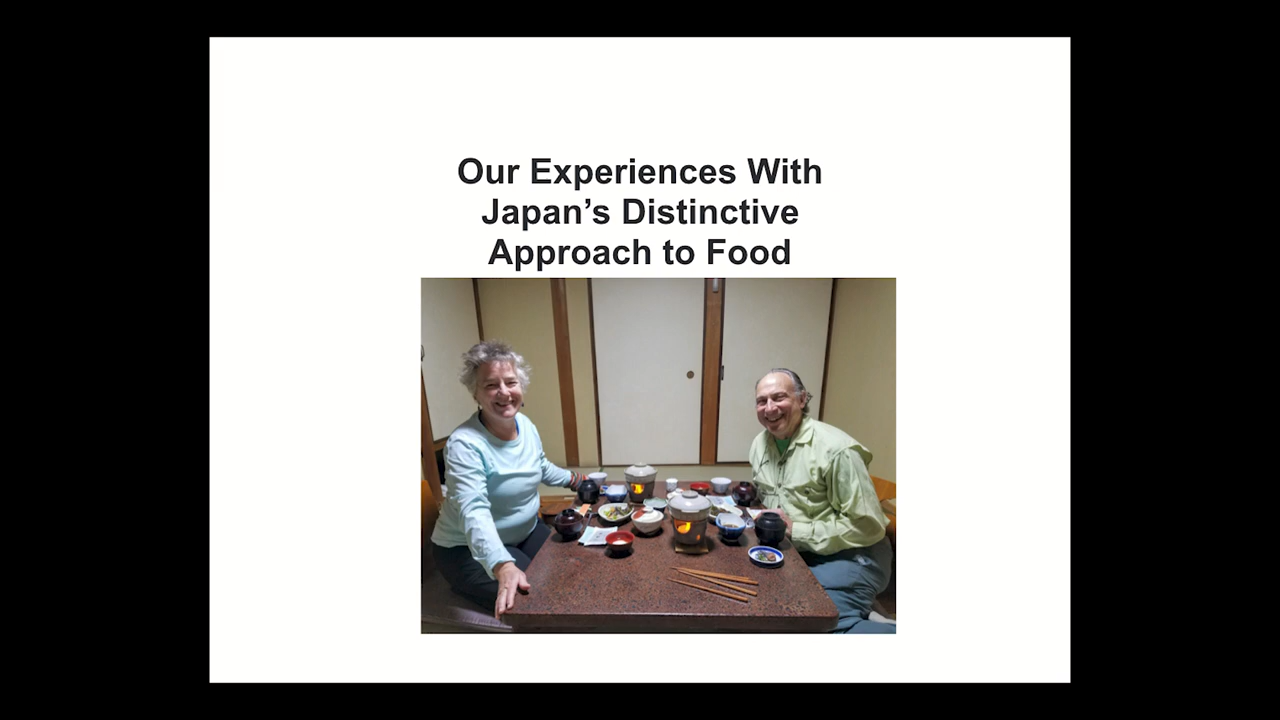 Our Experiences With
Japan’s Distinctive
Approach to Food